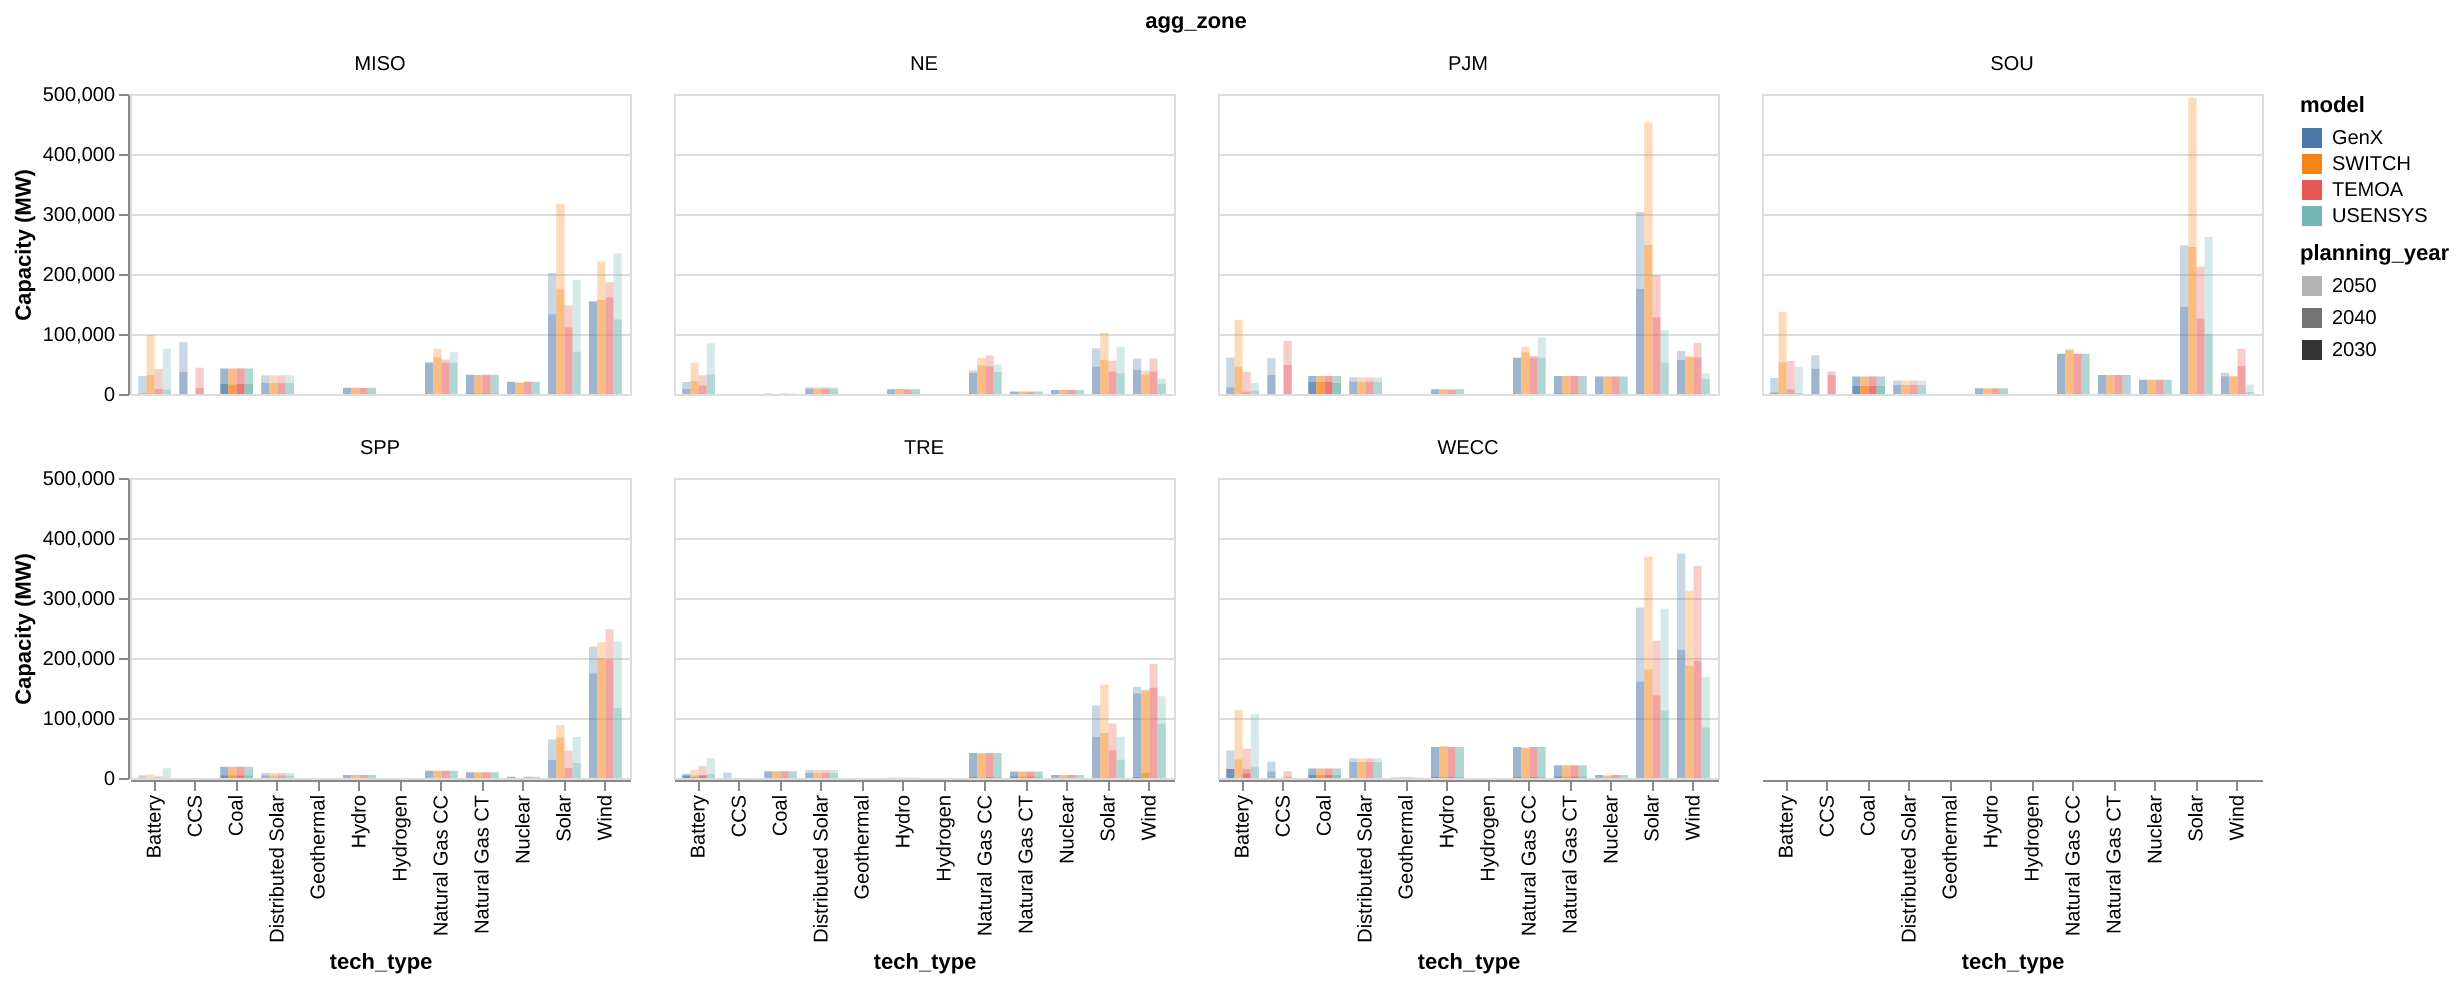 agg_zone
MISO
NE
PJM
SOU
Capacity (MW)
500,000
400,000
300,000
200,000
100,000
0
model
GenX
SWITCH
TEMOA
USENSYS
planning_year
2050
2040
2030
SPP
TRE
WECC
Capacity (MW)
500,000
400,000
300,000
200,000
100,000
0
Battery
CCS
Coal
Distributed Solar
Geothermal
Hydro
Hydrogen
Natural Gas CC
Natural Gas CT
Nuclear
Solar
Wind
tech_type
Battery
CCS
Coal
Distributed Solar
Geothermal
Hydro
Hydrogen
Natural Gas CC
Natural Gas CT
Nuclear
Solar
Wind
tech_type
Battery
CCS
Coal
Distributed Solar
Geothermal
Hydro
Hydrogen
Natural Gas CC
Natural Gas CT
Nuclear
Solar
Wind
tech_type
Battery
CCS
Coal
Distributed Solar
Geothermal
Hydro
Hydrogen
Natural Gas CC
Natural Gas CT
Nuclear
Solar
Wind
tech_type